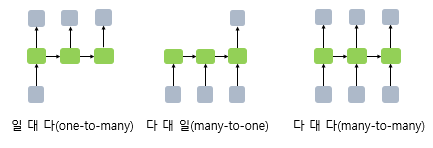 일 대 다(one-to-many)
다 대 일(many-to-one)
다 대 다(many-to-many)